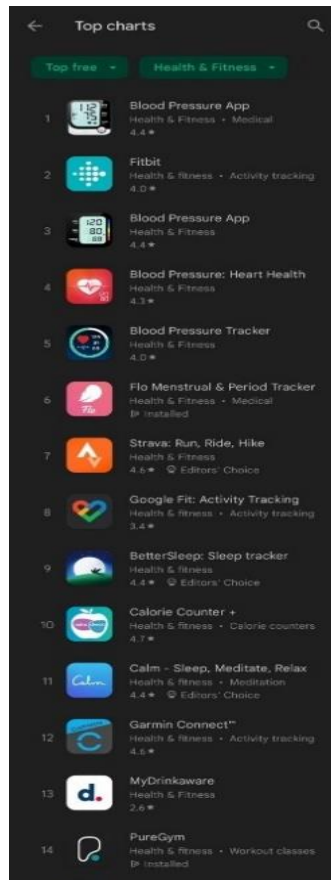 Top charts
Top free
Health & Fitness
1
Blood Pressure App
Health & Fitness • Medical
4.4 ★
2
Fitbit
Health & fitness • Activity tracking
4.0 ★
3
Blood Pressure App
Health & Fitness
4.4 ★
4
Blood Pressure: Heart Health
Health & Fitness
4.3 ★
5
Blood Pressure Tracker
Health & Fitness
4.0 ★
6
Flo
Flo Menstrual & Period Tracker
Health & Fitness • Medical
Installed
7
Strava: Run, Ride, Hike
Health & Fitness
4.6 ★ Editors' Choice
8
Google Fit: Activity Tracking
Health & fitness • Activity tracking
3.4 ★
9
BetterSleep: Sleep tracker
Health & fitness
4.4 ★ Editors' Choice
10
Calorie Counter +
Health & fitness • Calorie counters
4.7 ★
11
Calm
Calm - Sleep, Meditate, Relax
Health & fitness • Meditation
4.4 ★ Editors' Choice
12
Garmin Connect™
Health & fitness • Activity tracking
4.6 ★
13
d.
MyDrinkaware
Health & Fitness
2.6 ★
14
PureGym
Health & fitness • Workout classes
Installed